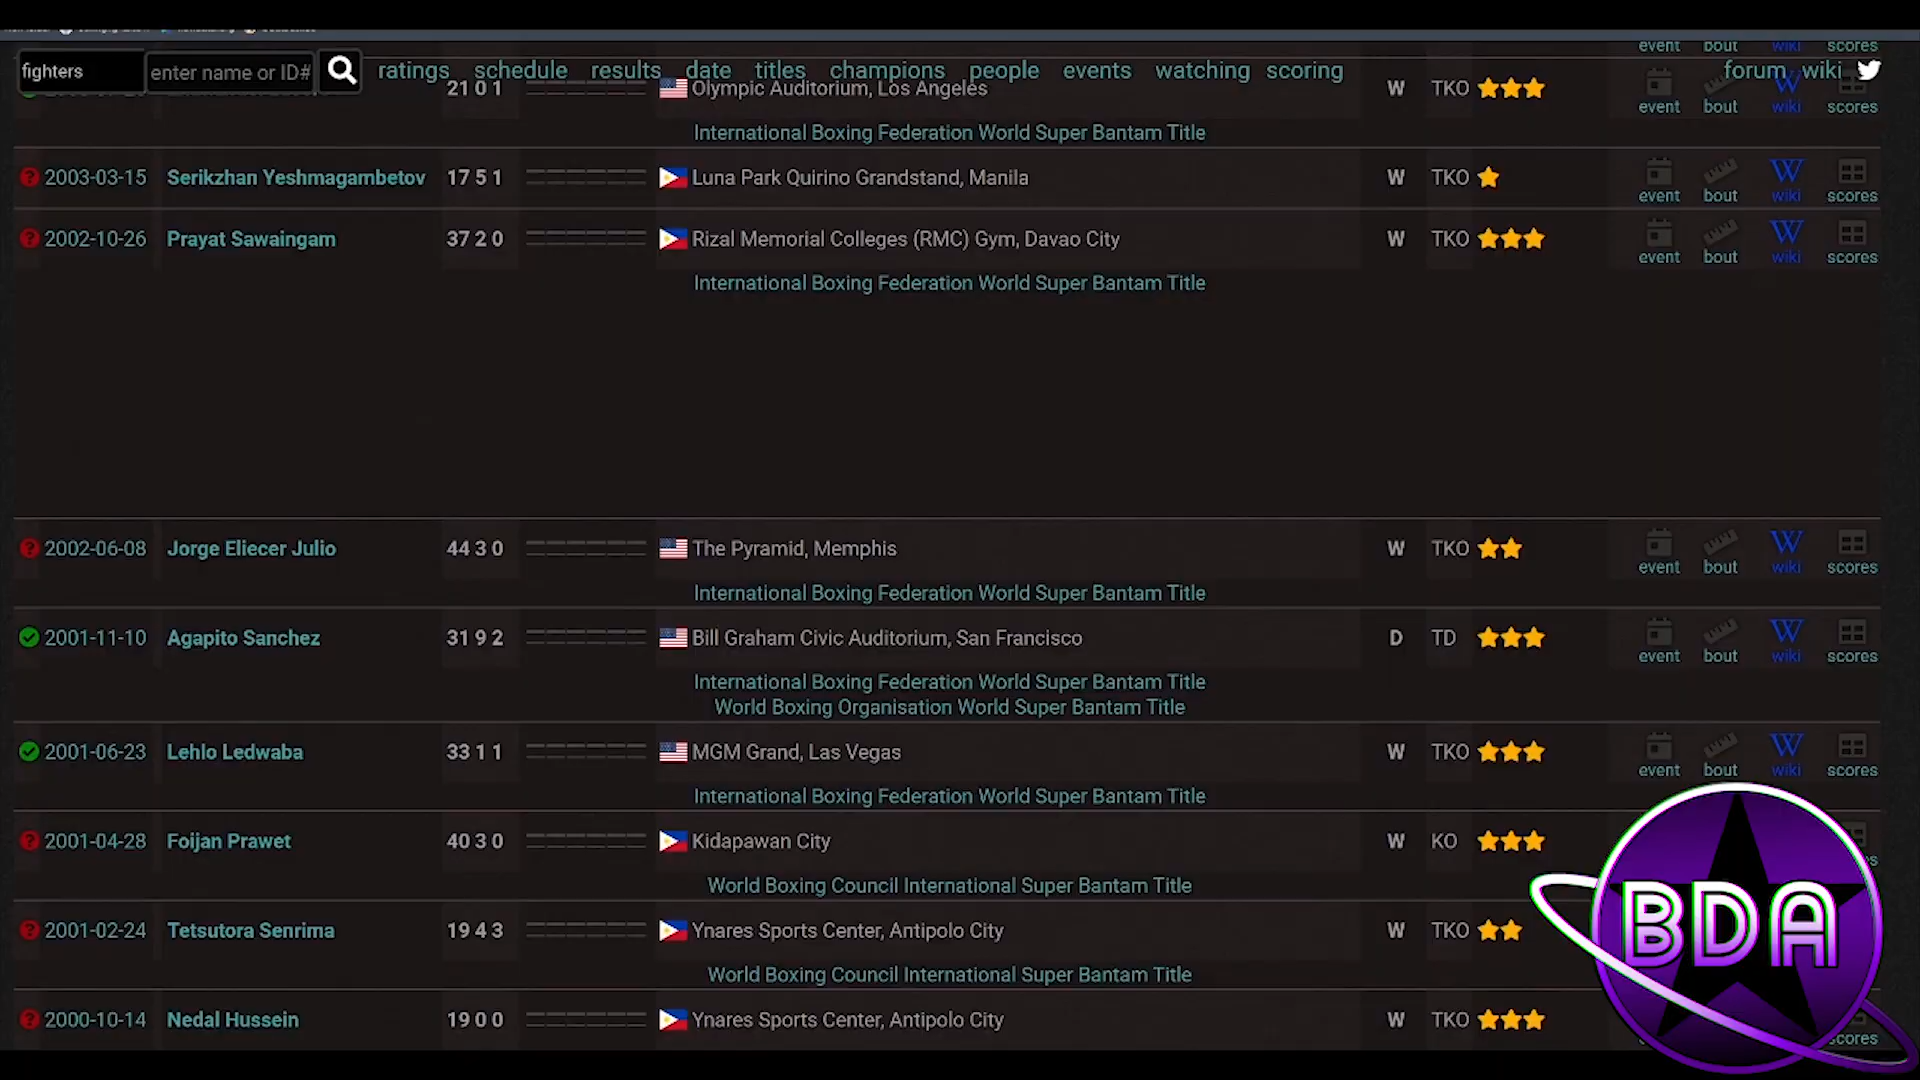 event bout wiki scores
fighters enter name or ID# ratings schedule results date titles champions people events watching scoring forum wiki
21 0 1 Olympic Auditorium, Los Angeles W TKO event bout wiki scores
International Boxing Federation World Super Bantam Title
2003-03-15 Serikzhan Yeshmagambetov 17 5 1 Luna Park Quirino Grandstand, Manila W TKO event bout wiki scores
2002-10-26 Prayat Sawaingam 37 2 0 Rizal Memorial Colleges (RMC) Gym, Davao City W TKO event bout wiki scores
International Boxing Federation World Super Bantam Title
2002-06-08 Jorge Eliecer Julio 44 3 0 The Pyramid, Memphis W TKO event bout wiki scores
International Boxing Federation World Super Bantam Title
2001-11-10 Agapito Sanchez 31 9 2 Bill Graham Civic Auditorium, San Francisco D TD event bout wiki scores
International Boxing Federation World Super Bantam Title
World Boxing Organisation World Super Bantam Title
2001-06-23 Lehlo Ledwaba 33 1 1 MGM Grand, Las Vegas W TKO event bout wiki scores
International Boxing Federation World Super Bantam Title
2001-04-28 Foijan Prawet 40 3 0 Kidapawan City W KO
World Boxing Council International Super Bantam Title
2001-02-24 Tetsutora Senrima 19 4 3 Ynares Sports Center, Antipolo City W TKO
World Boxing Council International Super Bantam Title
2000-10-14 Nedal Hussein 19 0 0 Ynares Sports Center, Antipolo City W TKO scores
BDA